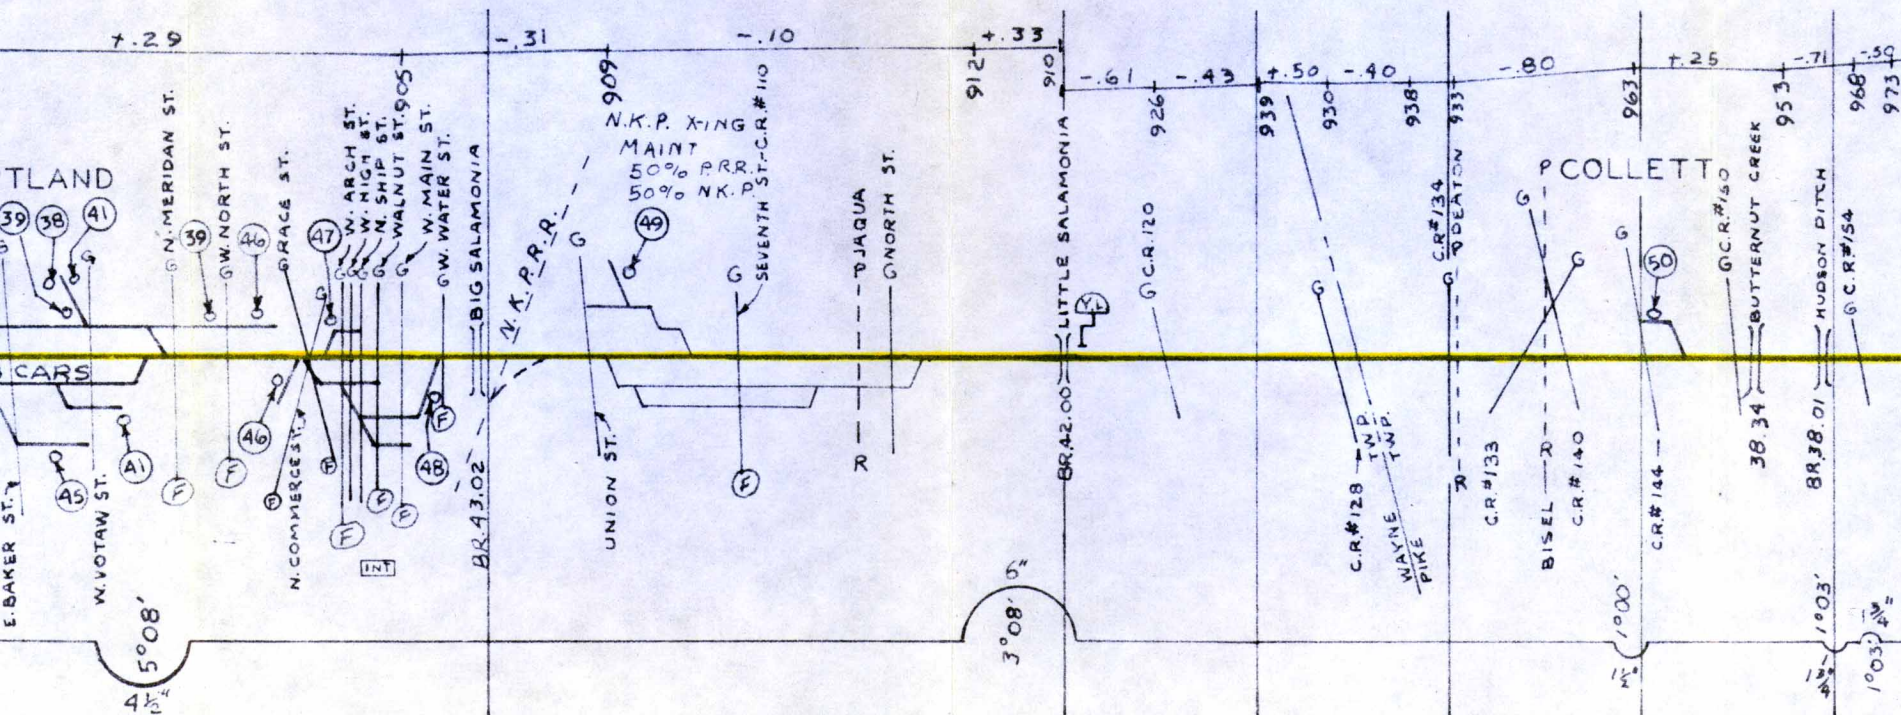 +.29
-.31
-.10
+.33
-.61
-.43
+.50
-.40
-.80
+.25
-.71
-.50
905
909
912
910
926
939
930
938
933
963
953
968
973
TLAND
39
38
41
G N. MERIDIAN ST.
39
G W. NORTH ST.
46
G RACE ST.
47
W. ARCH ST.
W. HIGH ST.
N. SHIP ST.
WALNUT ST.
W. MAIN ST.
G W. WATER ST.
BIG SALAMONIA
N.K.P.R.R.
N.K.P. X-ING
MAINT
50% P.R.R.
50% N.K.P.
49
SEVENTH ST.-C.R.#110
JAQUA
G NORTH ST.
LITTLE SALAMONIA
G C.R. 120
C.R.#134
DEATON
P COLLETT
50
G C.R.#150
BUTTERNUT CREEK
HUDSON DITCH
G C.R.#154
G
G
G
G
G
G
G
G
G
G
G
G
CARS
E. BAKER ST.
45
W. VOTAW ST.
41
F
F
46
N. COMMERCE ST.
F
F
F
F
F
F
48
INT
BR.43.02
UNION ST.
F
R
BR.42.00
C.R.#128
WAYNE TWP.
PIKE TWP.
R
C.R.#133
BISEL
R
C.R.#140
C.R.#144
38.34
BR.38.01
5°08'
4½"
3°08'
5"
1°00'
1½"
1°03'
1°03'